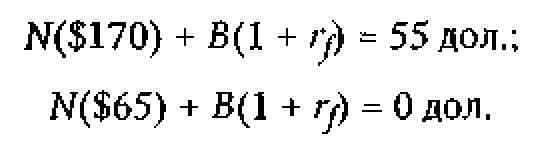 N($170) + B(1 + r_f) = 55 дол.;
N($65) + B(1 + r_f) = 0 дол.